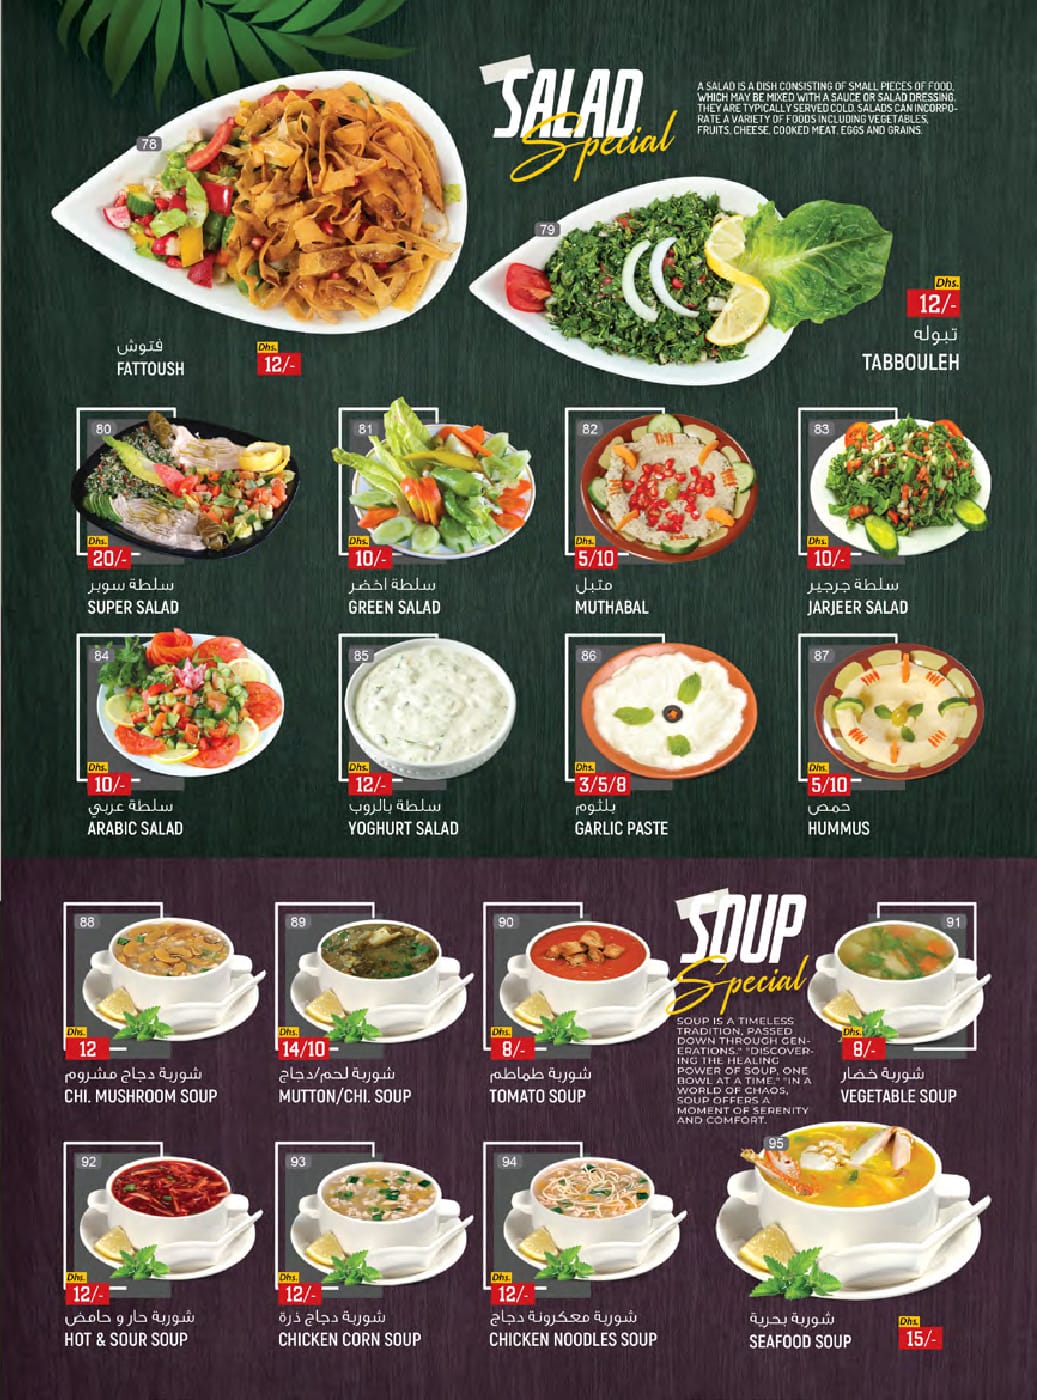 SALAD
Special
A SALAD IS A DISH CONSISTING OF SMALL PIECES OF FOOD,
WHICH MAY BE MIXED WITH A SAUCE OR SALAD DRESSING.
THEY ARE TYPICALLY SERVED COLD. SALADS CAN INCORPO-
RATE A VARIETY OF FOODS INCLUDING VEGETABLES,
FRUITS, CHEESE, COOKED MEAT, EGGS AND GRAINS.
78
فتوش
FATTOUSH
Dhs.
12/-
79
Dhs.
12/-
تبوله
TABBOULEH
80
Dhs.
20/-
سلطة سوبر
SUPER SALAD
81
Dhs.
10/-
سلطة اخضر
GREEN SALAD
82
Dhs.
5/10
متبل
MUTHABAL
83
Dhs.
10/-
سلطة جرجير
JARJEER SALAD
84
Dhs.
10/-
سلطة عربي
ARABIC SALAD
85
Dhs.
12/-
سلطة بالروب
YOGHURT SALAD
86
Dhs.
3/5/8
بلثوم
GARLIC PASTE
87
Dhs.
5/10
حمص
HUMMUS
SOUP
Special
SOUP IS A TIMELESS
TRADITION, PASSED
DOWN THROUGH GEN-
ERATIONS." "DISCOVER-
ING THE HEALING
POWER OF SOUP, ONE
BOWL AT A TIME." "IN A
WORLD OF CHAOS,
SOUP OFFERS A
MOMENT OF SERENITY
AND COMFORT.
88
Dhs.
12
شوربة دجاج مشروم
CHI. MUSHROOM SOUP
89
Dhs.
14/10
شوربة لحم/دجاج
MUTTON/CHI. SOUP
90
Dhs.
8/-
شوربة طماطم
TOMATO SOUP
91
Dhs.
8/-
شوربة خضار
VEGETABLE SOUP
92
Dhs.
12/-
شوربة حار و حامض
HOT & SOUR SOUP
93
Dhs.
12/-
شوربة دجاج ذرة
CHICKEN CORN SOUP
94
Dhs.
12/-
شوربة معكرونة دجاج
CHICKEN NOODLES SOUP
95
شوربة بحرية
SEAFOOD SOUP
Dhs.
15/-